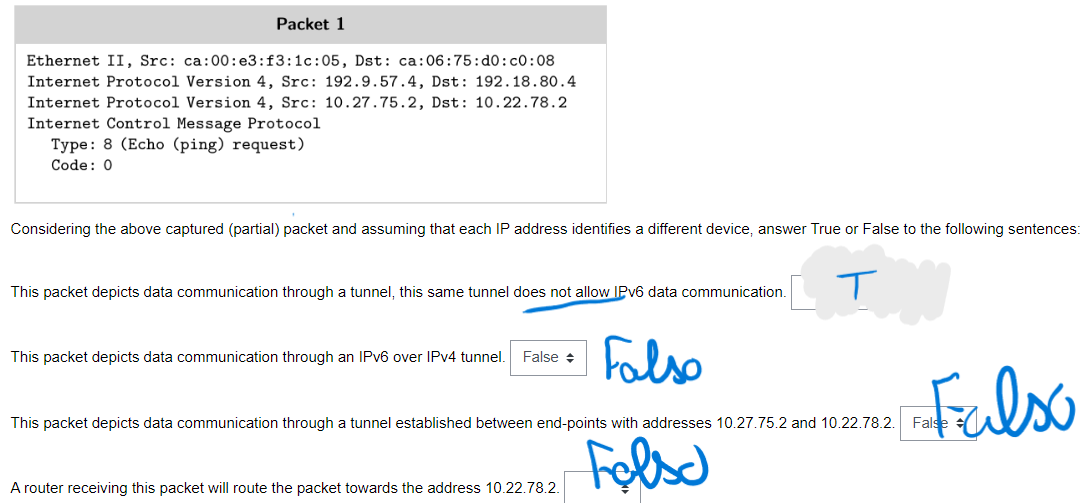 Packet 1
Ethernet II, Src: ca:00:e3:f3:1c:05, Dst: ca:06:75:d0:c0:08
Internet Protocol Version 4, Src: 192.9.57.4, Dst: 192.18.80.4
Internet Protocol Version 4, Src: 10.27.75.2, Dst: 10.22.78.2
Internet Control Message Protocol
Type: 8 (Echo (ping) request)
Code: 0
Considering the above captured (partial) packet and assuming that each IP address identifies a different device, answer True or False to the following sentences:
This packet depicts data communication through a tunnel, this same tunnel does not allow IPv6 data communication. T
This packet depicts data communication through an IPv6 over IPv4 tunnel. False Falso
This packet depicts data communication through a tunnel established between end-points with addresses 10.27.75.2 and 10.22.78.2. False Falso
A router receiving this packet will route the packet towards the address 10.22.78.2. Falso